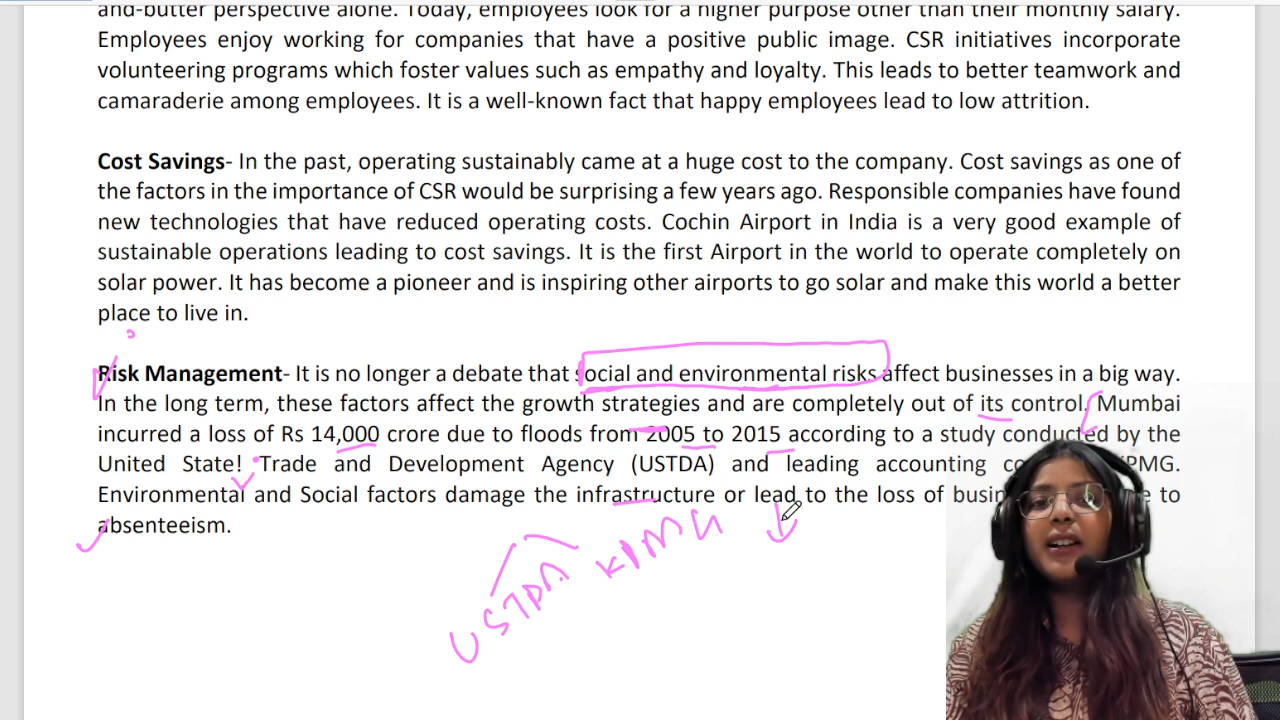 and-butter perspective alone. Today, employees look for a higher purpose other than their monthly salary.
Employees enjoy working for companies that have a positive public image. CSR initiatives incorporate
volunteering programs which foster values such as empathy and loyalty. This leads to better teamwork and
camaraderie among employees. It is a well-known fact that happy employees lead to low attrition.
Cost Savings- In the past, operating sustainably came at a huge cost to the company. Cost savings as one of
the factors in the importance of CSR would be surprising a few years ago. Responsible companies have found
new technologies that have reduced operating costs. Cochin Airport in India is a very good example of
sustainable operations leading to cost savings. It is the first Airport in the world to operate completely on
solar power. It has become a pioneer and is inspiring other airports to go solar and make this world a better
place to live in.
Risk Management- It is no longer a debate that social and environmental risks affect businesses in a big way.
In the long term, these factors affect the growth strategies and are completely out of its control. Mumbai
incurred a loss of Rs 14,000 crore due to floods from 2005 to 2015 according to a study conducted by the
United State! Trade and Development Agency (USTDA) and leading accounting KPMG.
Environmental and Social factors damage the infrastructure or lead to the loss of to
absenteeism.
USTDA KPMG